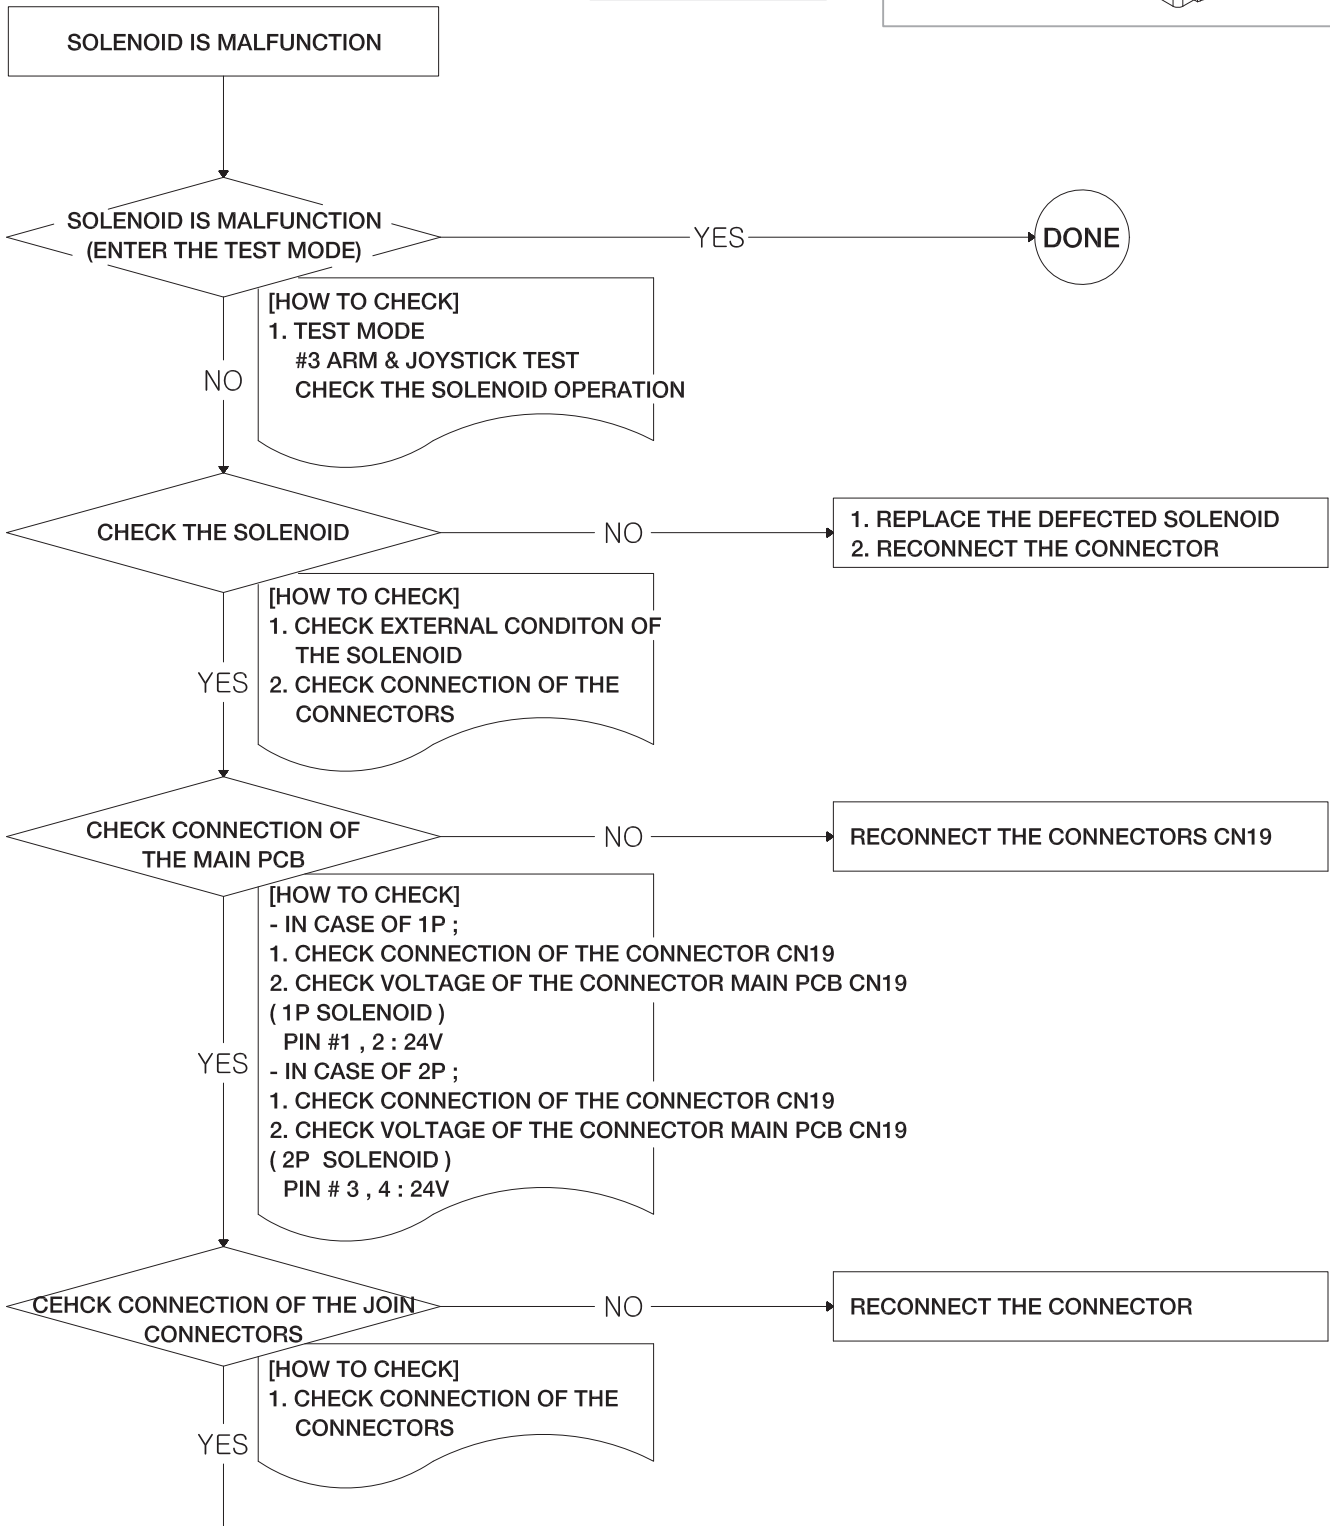 SOLENOID IS MALFUNCTION
SOLENOID IS MALFUNCTION
(ENTER THE TEST MODE)
YES
DONE
[HOW TO CHECK]
1. TEST MODE
#3 ARM & JOYSTICK TEST
CHECK THE SOLENOID OPERATION
NO
CHECK THE SOLENOID
NO
1. REPLACE THE DEFECTED SOLENOID
2. RECONNECT THE CONNECTOR
[HOW TO CHECK]
1. CHECK EXTERNAL CONDITON OF
THE SOLENOID
2. CHECK CONNECTION OF THE
CONNECTORS
YES
CHECK CONNECTION OF
THE MAIN PCB
NO
RECONNECT THE CONNECTORS CN19
[HOW TO CHECK]
- IN CASE OF 1P ;
1. CHECK CONNECTION OF THE CONNECTOR CN19
2. CHECK VOLTAGE OF THE CONNECTOR MAIN PCB CN19
( 1P SOLENOID )
PIN #1 , 2 : 24V
- IN CASE OF 2P ;
1. CHECK CONNECTION OF THE CONNECTOR CN19
2. CHECK VOLTAGE OF THE CONNECTOR MAIN PCB CN19
( 2P  SOLENOID )
PIN # 3 , 4 : 24V
YES
CEHCK CONNECTION OF THE JOIN
CONNECTORS
NO
RECONNECT THE CONNECTOR
[HOW TO CHECK]
1. CHECK CONNECTION OF THE
CONNECTORS
YES